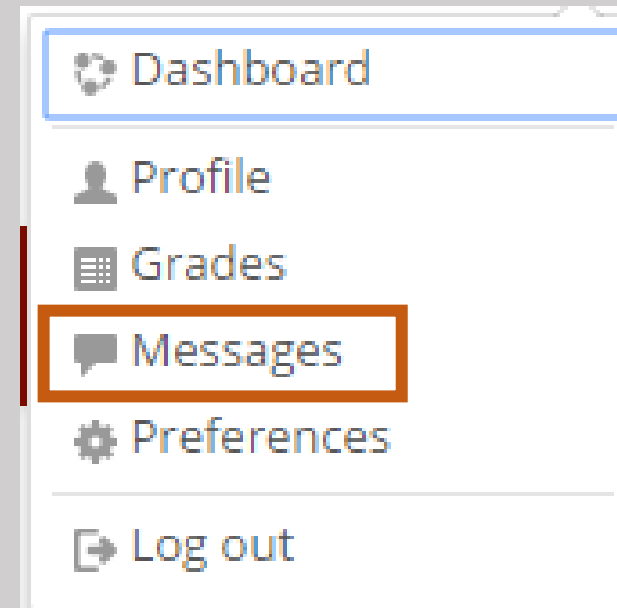 Dashboard
Profile
Grades
Messages
Preferences
Log out